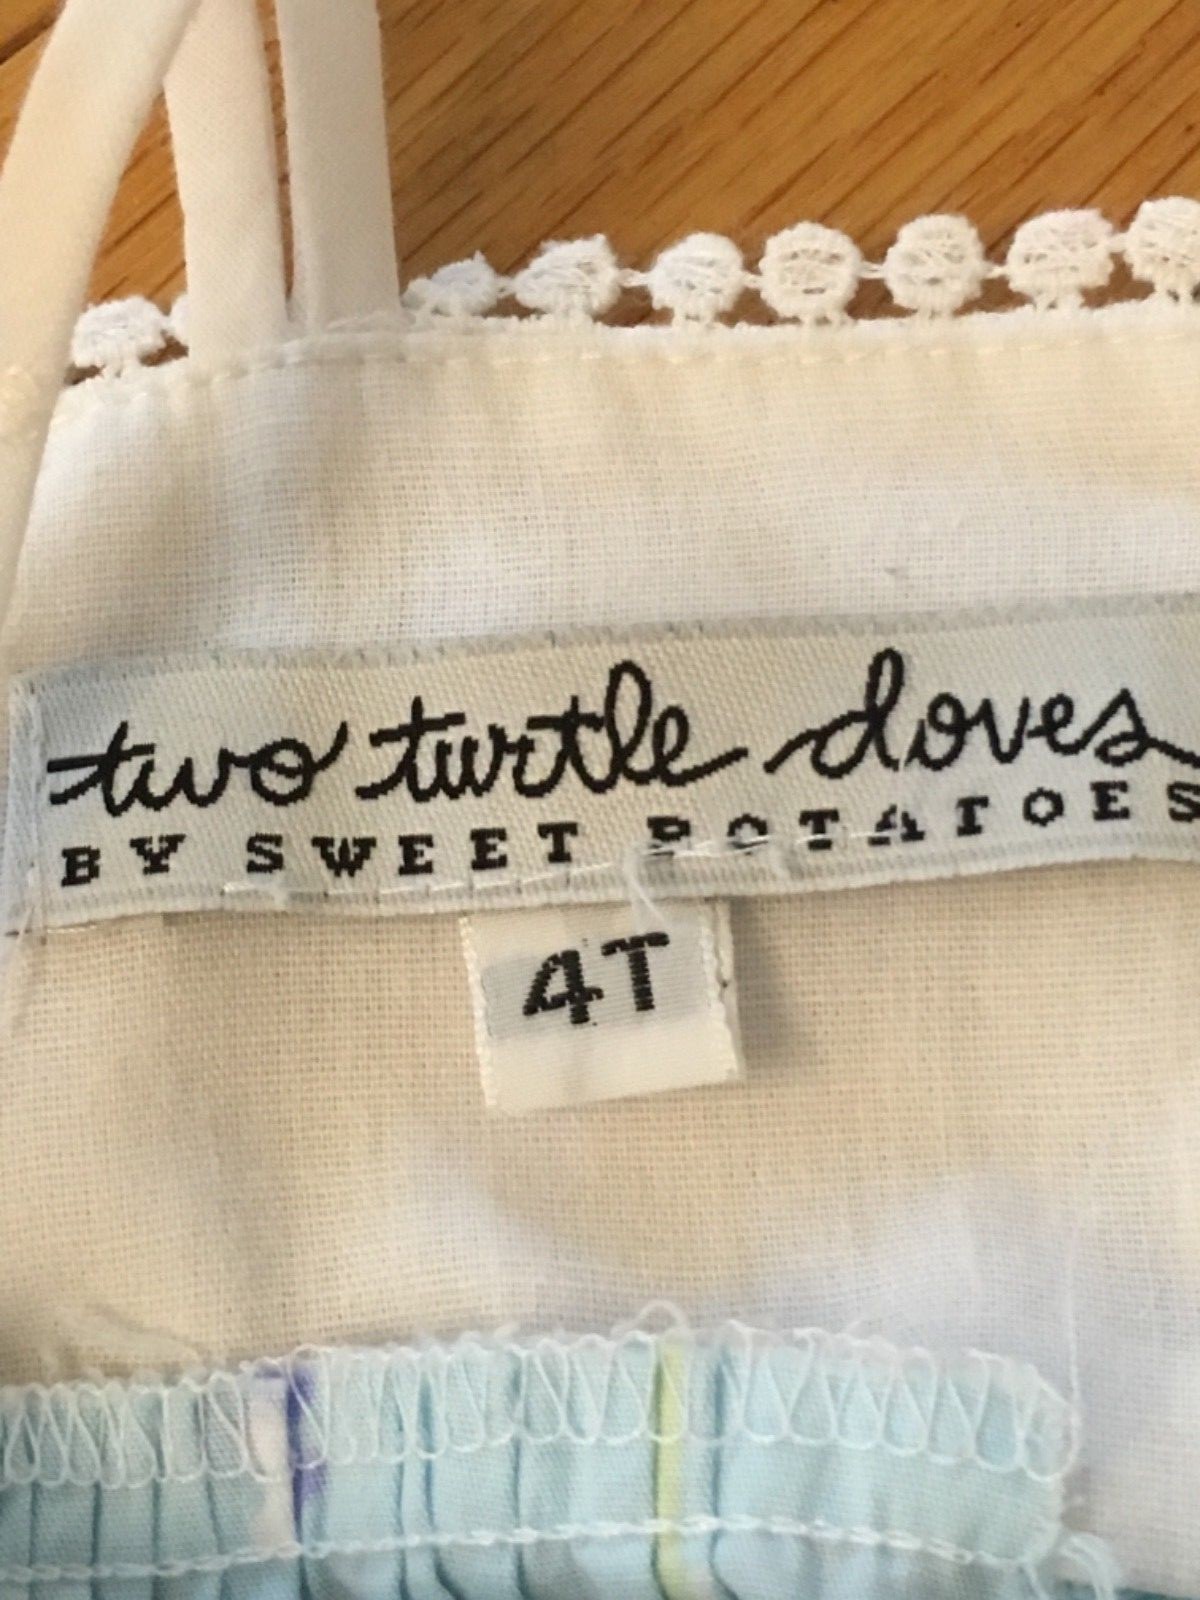 two turtle doves
BY SWEET POTATOES
4T